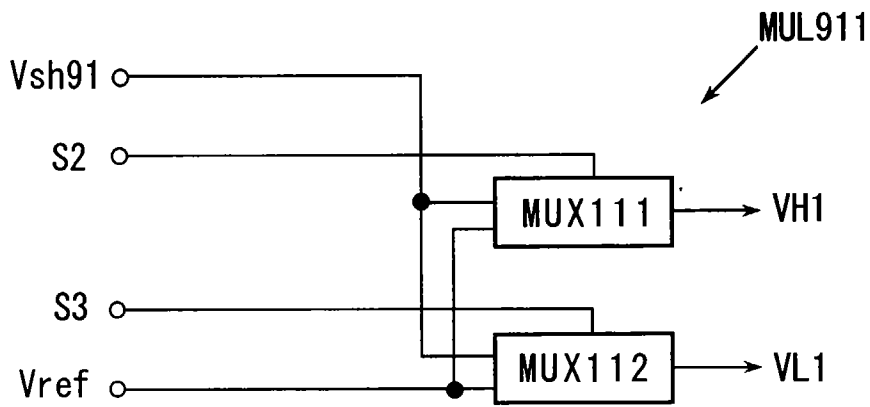 MUL911
Vsh91
S2
MUX111
VH1
S3
MUX112
VL1
Vref